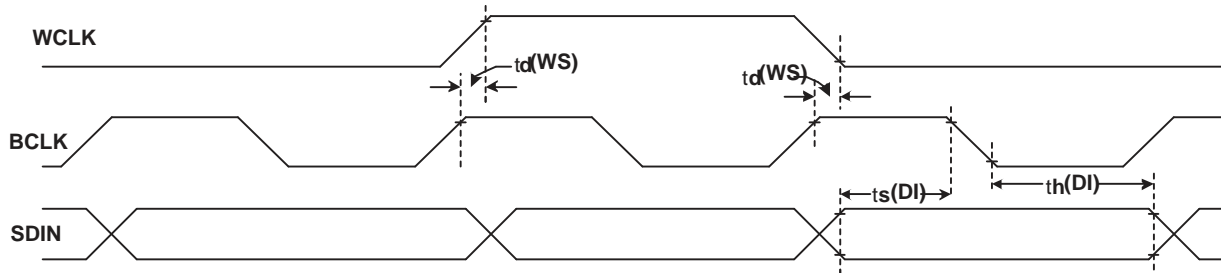 WCLK
td(WS)
td(WS)
BCLK
ts(DI)
th(DI)
SDIN